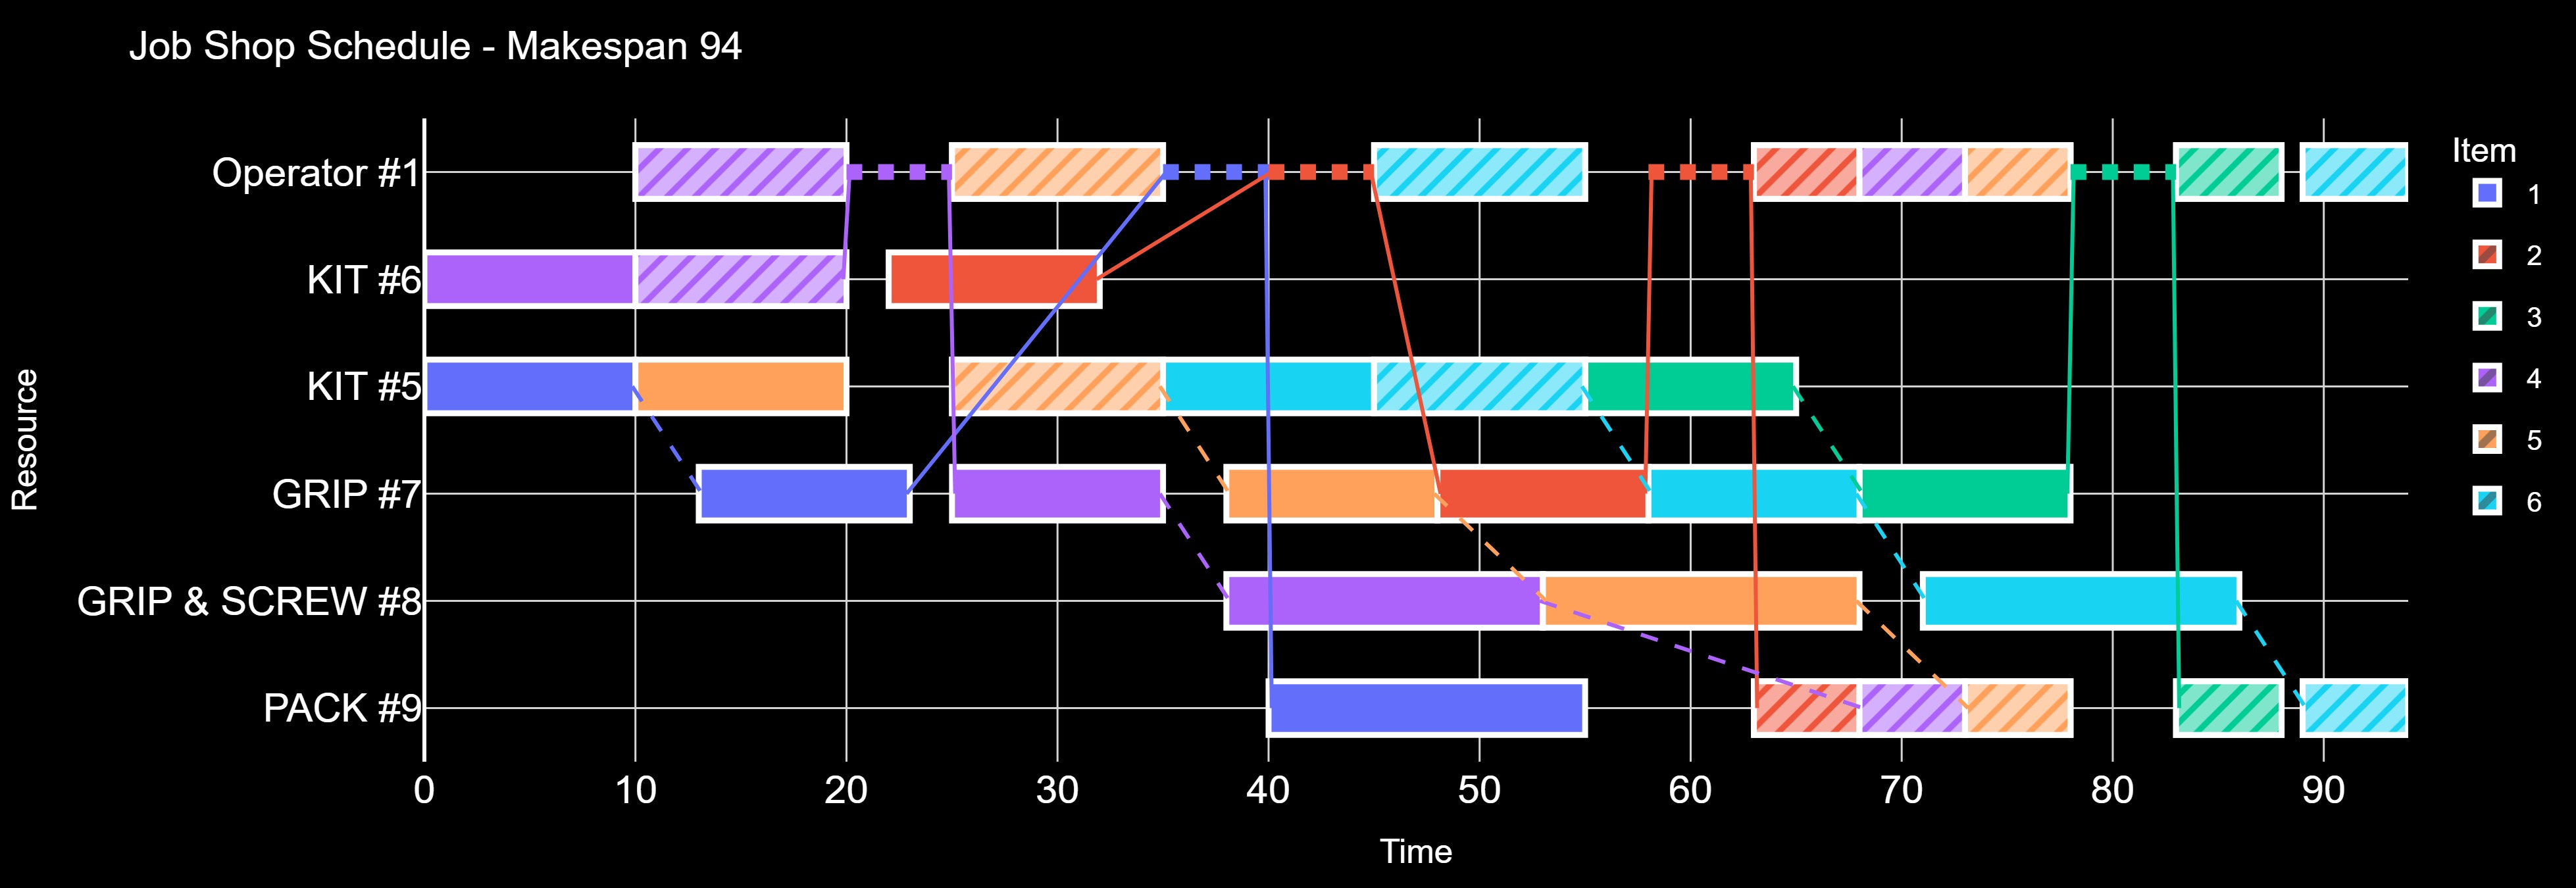 Job Shop Schedule - Makespan 94
Operator #1
KIT #6
KIT #5
GRIP #7
GRIP & SCREW #8
PACK #9
Resource
0 10 20 30 40 50 60 70 80 90
Time
Item
1
2
3
4
5
6